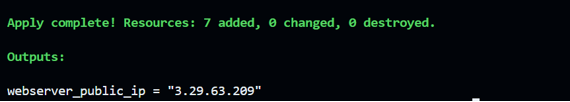 Apply complete! Resources: 7 added, 0 changed, 0 destroyed.
Outputs:
webserver_public_ip = "3.29.63.209"